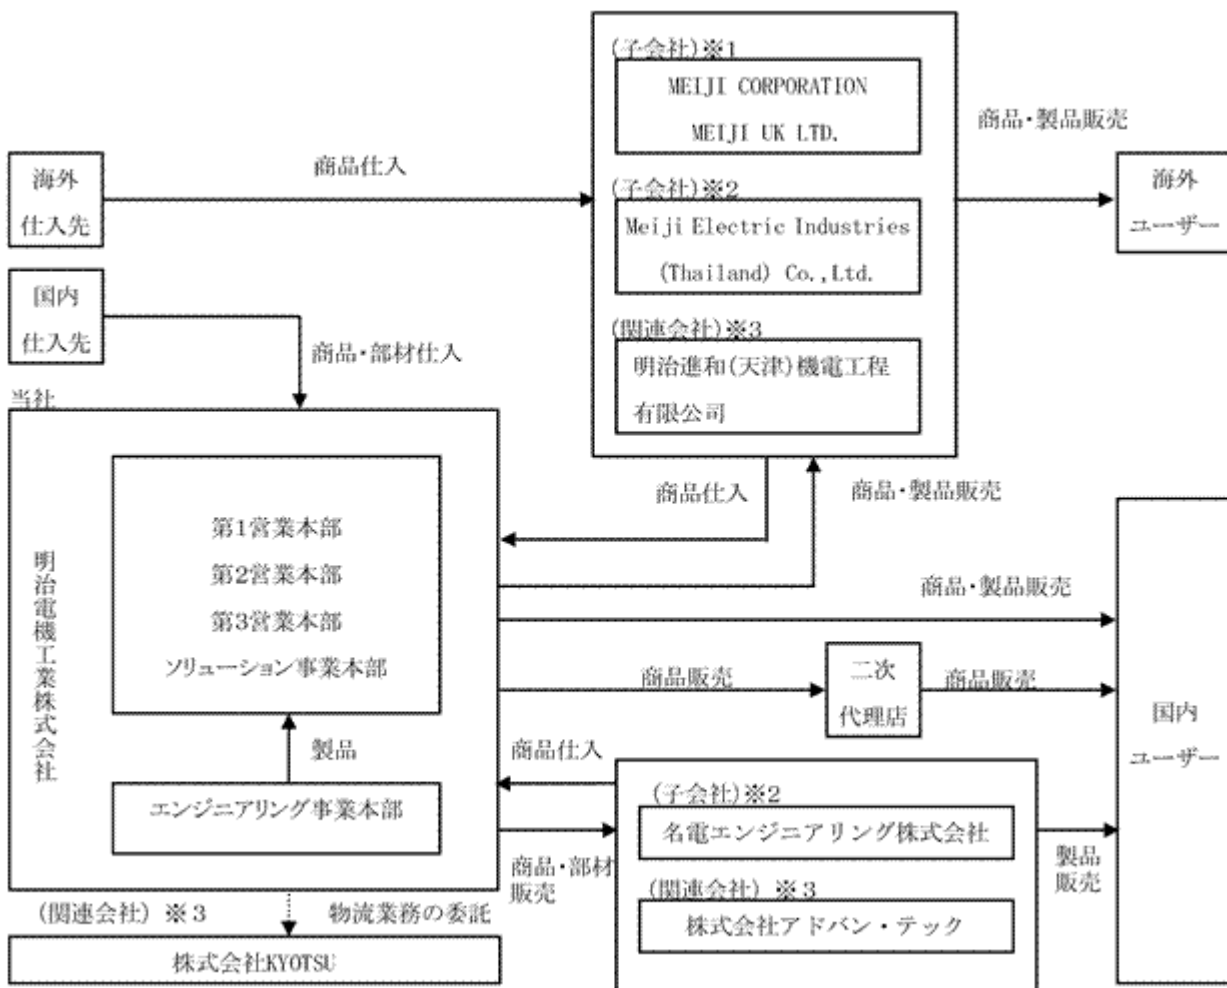 (子会社)※1
MEIJI CORPORATION
MEIJI UK LTD.
商品・製品販売
海外
仕入先
商品仕入
海外
ユーザー
(子会社)※2
Meiji Electric Industries
(Thailand) Co.,Ltd.
国内
仕入先
商品・部材仕入
(関連会社)※3
明治進和(天津)機電工程
有限公司
当社
商品仕入
商品・製品販売
明治電機工業株式会社
第1営業本部
第2営業本部
第3営業本部
ソリューション事業本部
商品・製品販売
商品販売
二次
代理店
商品販売
国内
ユーザー
製品
商品仕入
エンジニアリング事業本部
(子会社)※2
名電エンジニアリング株式会社
商品・部材
販売
製品
販売
(関連会社)※3
株式会社アドバン・テック
(関連会社)※3
物流業務の委託
株式会社KYOTSU